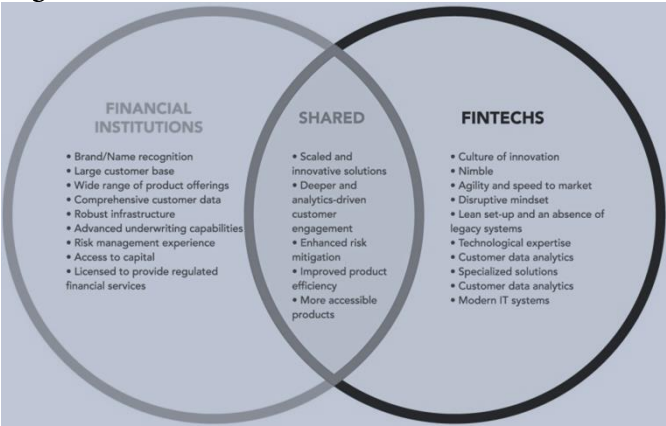 FINANCIAL
INSTITUTIONS
• Brand/Name recognition
• Large customer base
• Wide range of product offerings
• Comprehensive customer data
• Robust infrastructure
• Advanced underwriting capabilities
• Risk management experience
• Access to capital
• Licensed to provide regulated
financial services
SHARED
• Scaled and
innovative solutions
• Deeper and
analytics-driven
customer
engagement
• Enhanced risk
mitigation
• Improved product
efficiency
• More accessible
products
FINTECHS
• Culture of innovation
• Nimble
• Agility and speed to market
• Disruptive mindset
• Lean set-up and an absence of
legacy systems
• Technological expertise
• Customer data analytics
• Specialized solutions
• Customer data analytics
• Modern IT systems